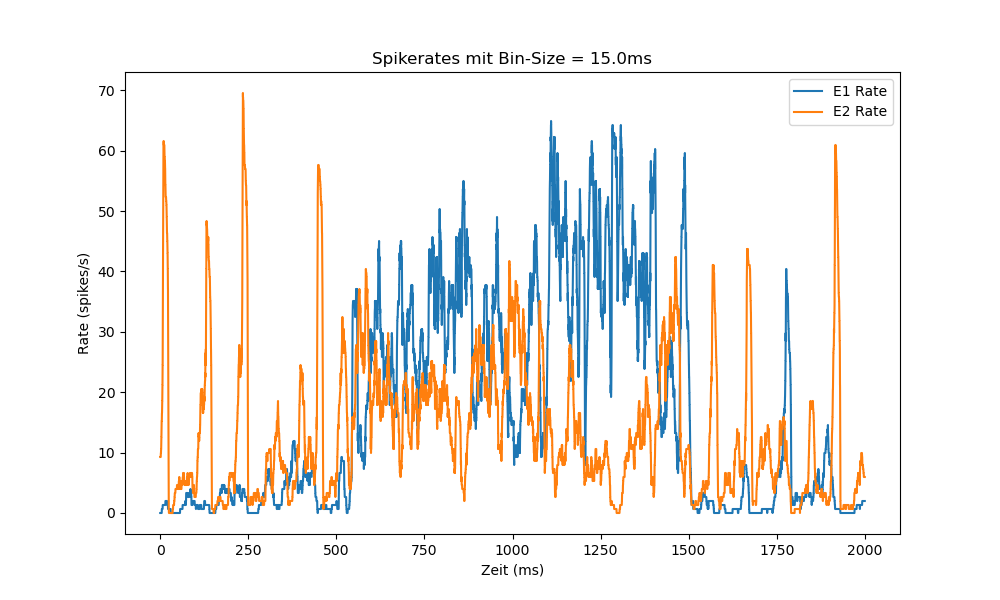 Spikerates mit Bin-Size = 15.0ms
E1 Rate
E2 Rate
70
60
50
40
30
20
10
0
Rate (spikes/s)
0 250 500 750 1000 1250 1500 1750 2000
Zeit (ms)